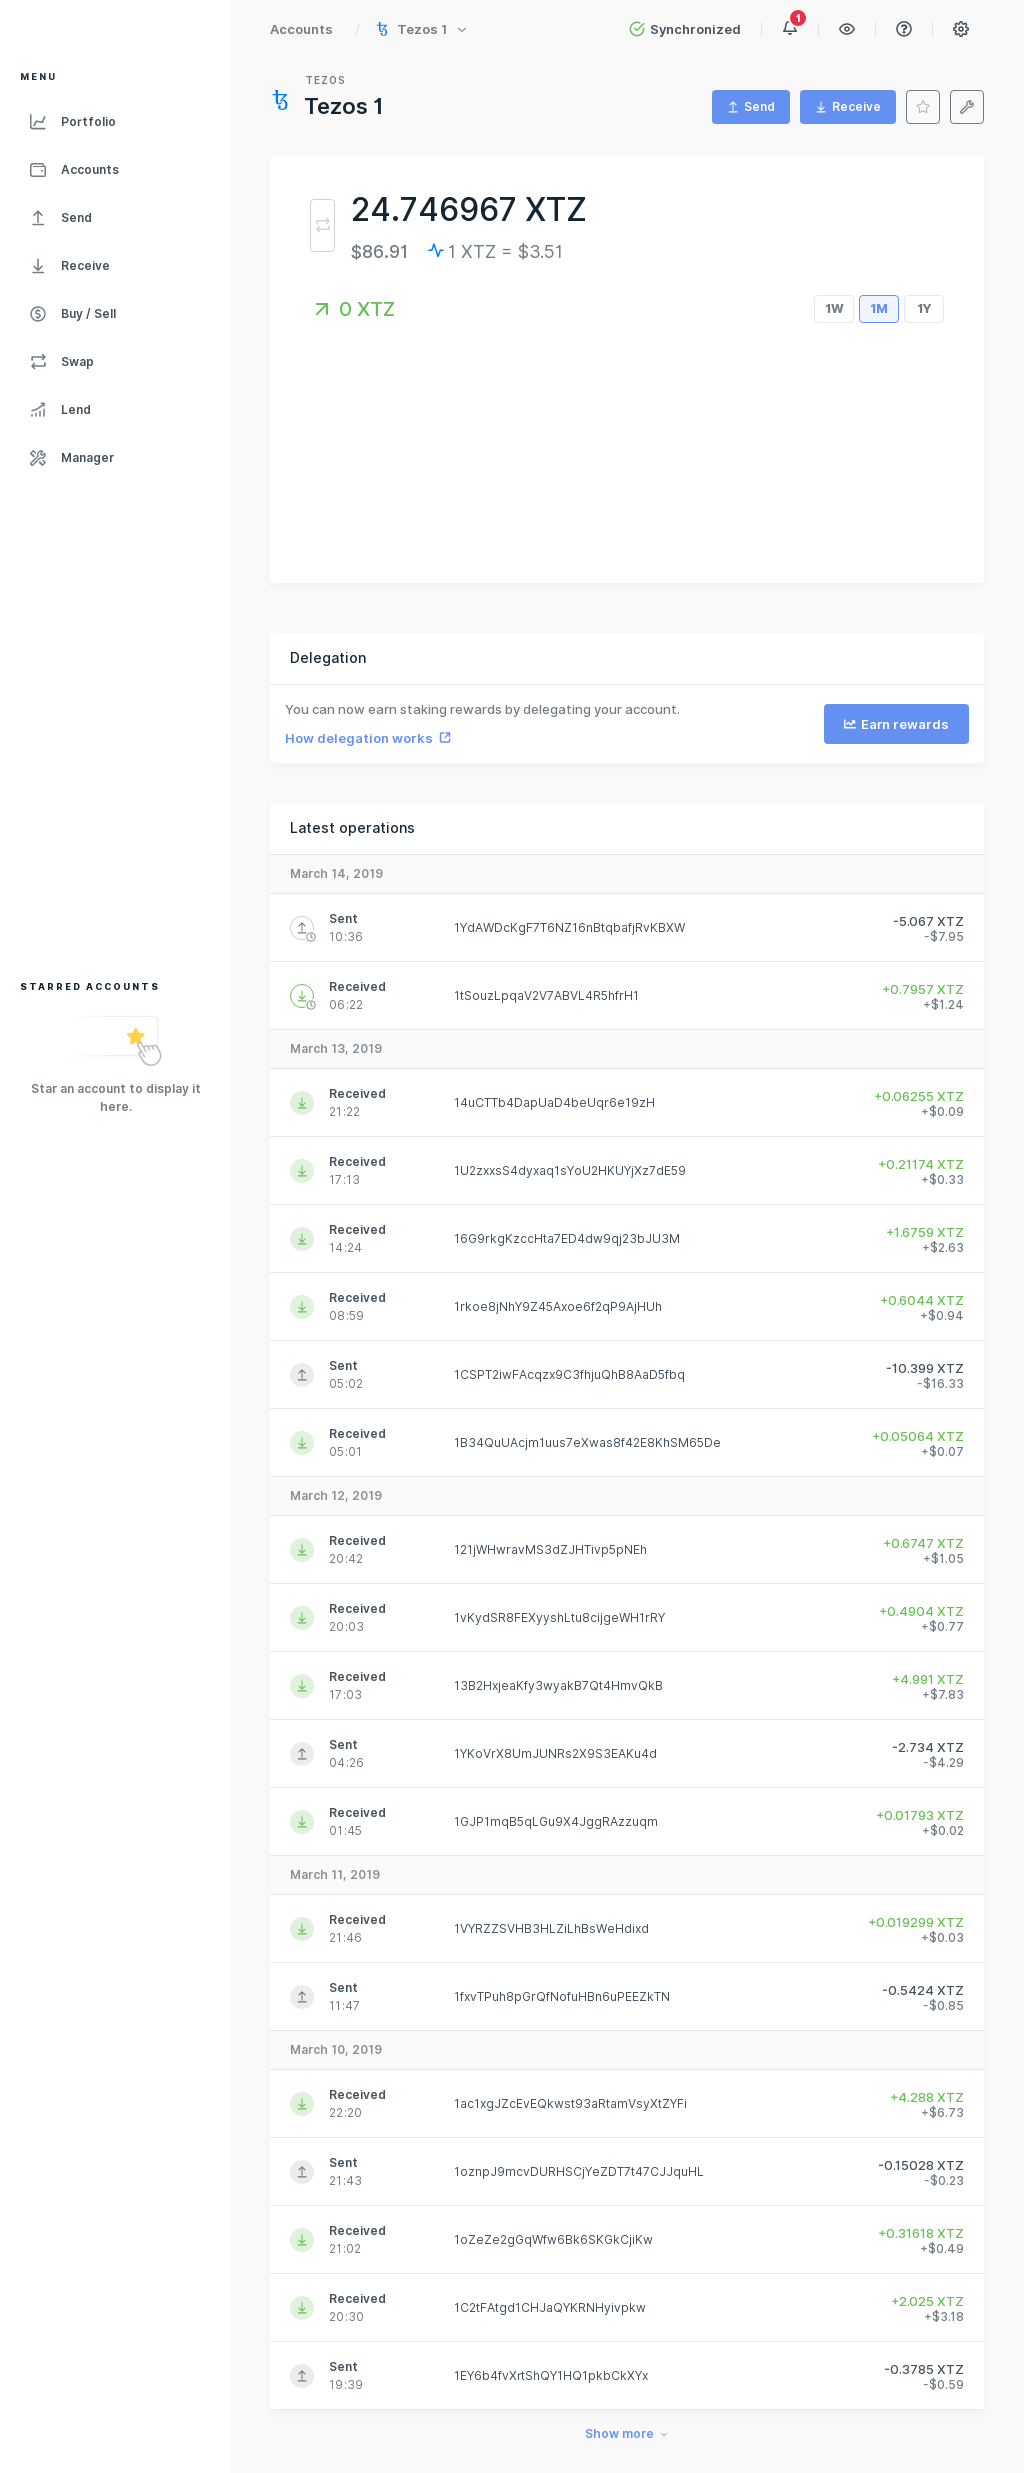 Accounts / Tezos 1
Synchronized
1
MENU
Portfolio
Accounts
Send
Receive
Buy / Sell
Swap
Lend
Manager
STARRED ACCOUNTS
Star an account to display it
here.
TEZOS
Tezos 1
Send
Receive
24.746967 XTZ
$86.91 1 XTZ = $3.51
0 XTZ
1W 1M 1Y
Delegation
You can now earn staking rewards by delegating your account.
How delegation works
Earn rewards
Latest operations
March 14, 2019
Sent
10:36
1YdAWDcKgF7T6NZ16nBtqbafjRvKBXW
-5.067 XTZ
-$7.95
Received
06:22
1tSouzLpqaV2V7ABVL4R5hfrH1
+0.7957 XTZ
+$1.24
March 13, 2019
Received
21:22
14uCTTb4DapUaD4beUqr6e19zH
+0.06255 XTZ
+$0.09
Received
17:13
1U2zxxsS4dyxaq1sYoU2HKUYjXz7dE59
+0.21174 XTZ
+$0.33
Received
14:24
16G9rkgKzccHta7ED4dw9qj23bJU3M
+1.6759 XTZ
+$2.63
Received
08:59
1rkoe8jNhY9Z45Axoe6f2qP9AjHUh
+0.6044 XTZ
+$0.94
Sent
05:02
1CSPT2iwFAcqzx9C3fhjuQhB8AaD5fbq
-10.399 XTZ
-$16.33
Received
05:01
1B34QuUAcjm1uus7eXwas8f42E8KhSM65De
+0.05064 XTZ
+$0.07
March 12, 2019
Received
20:42
121jWHwravMS3dZJHTivp5pNEh
+0.6747 XTZ
+$1.05
Received
20:03
1vKydSR8FEXyyshLtu8cijgeWH1rRY
+0.4904 XTZ
+$0.77
Received
17:03
13B2HxjeaKfy3wyakB7Qt4HmvQkB
+4.991 XTZ
+$7.83
Sent
04:26
1YKoVrX8UmJUNRs2X9S3EAKu4d
-2.734 XTZ
-$4.29
Received
01:45
1GJP1mqB5qLGu9X4JggRAzzuqm
+0.01793 XTZ
+$0.02
March 11, 2019
Received
21:46
1VYRZZSVHB3HLZiLhBsWeHdixd
+0.019299 XTZ
+$0.03
Sent
11:47
1fxvTPuh8pGrQfNofuHBn6uPEEZkTN
-0.5424 XTZ
-$0.85
March 10, 2019
Received
22:20
1ac1xgJZcEvEQkwst93aRtamVsyXtZYFi
+4.288 XTZ
+$6.73
Sent
21:43
1oznpJ9mcvDURHSCjYeZDT7t47CJJquHL
-0.15028 XTZ
-$0.23
Received
21:02
1oZeZe2gGqWfw6Bk6SKGkCjiKw
+0.31618 XTZ
+$0.49
Received
20:30
1C2tFAtgd1CHJaQYKRNHyivpkw
+2.025 XTZ
+$3.18
Sent
19:39
1EY6b4fvXrtShQY1HQ1pkbCkXYx
-0.3785 XTZ
-$0.59
Show more